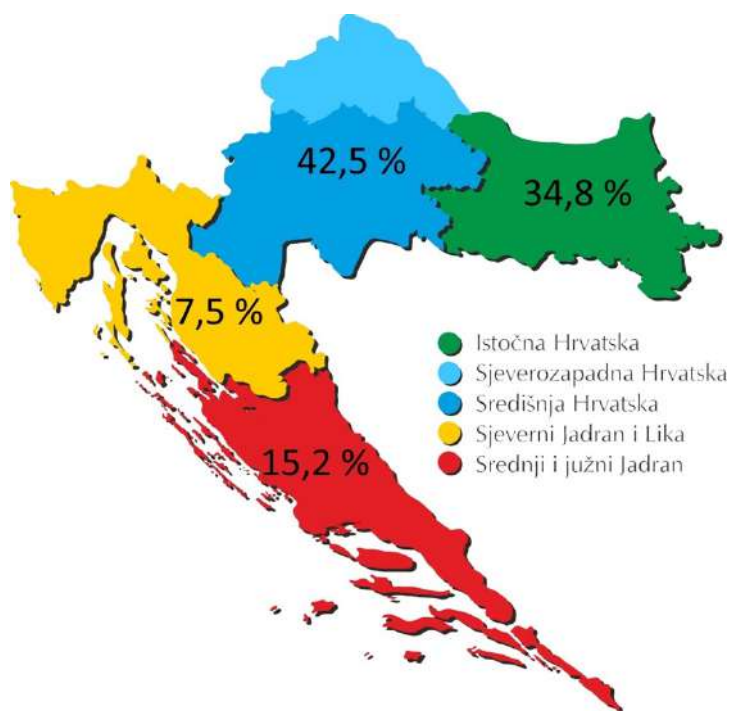 42,5 %
34,8 %
7,5 %
15,2 %
Istočna Hrvatska
Sjeverozapadna Hrvatska
Središnja Hrvatska
Sjeverni Jadran i Lika
Srednji i južni Jadran